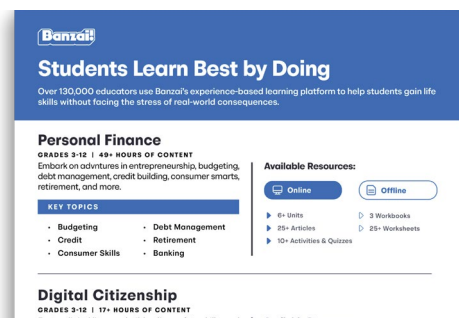 Banzai!
Students Learn Best by Doing
Over 130,000 educators use Banzai's experience-based learning platform to help students gain life
skills without facing the stress of real-world consequences.
Personal Finance
GRADES 3-12 | 49+ HOURS OF CONTENT
Embark on advntures in entrepreneurship, budgeting,
debt management, credit building, consumer smarts,
retirement, and more.
KEY TOPICS
• Budgeting
• Credit
• Consumer Skills
• Debt Management
• Retirement
• Banking
Available Resources:
Online
6+ Units
25+ Articles
10+ Activities & Quizzes
Offline
3 Workbooks
25+ Worksheets
Digital Citizenship
GRADES 3-12 | 17+ HOURS OF CONTENT